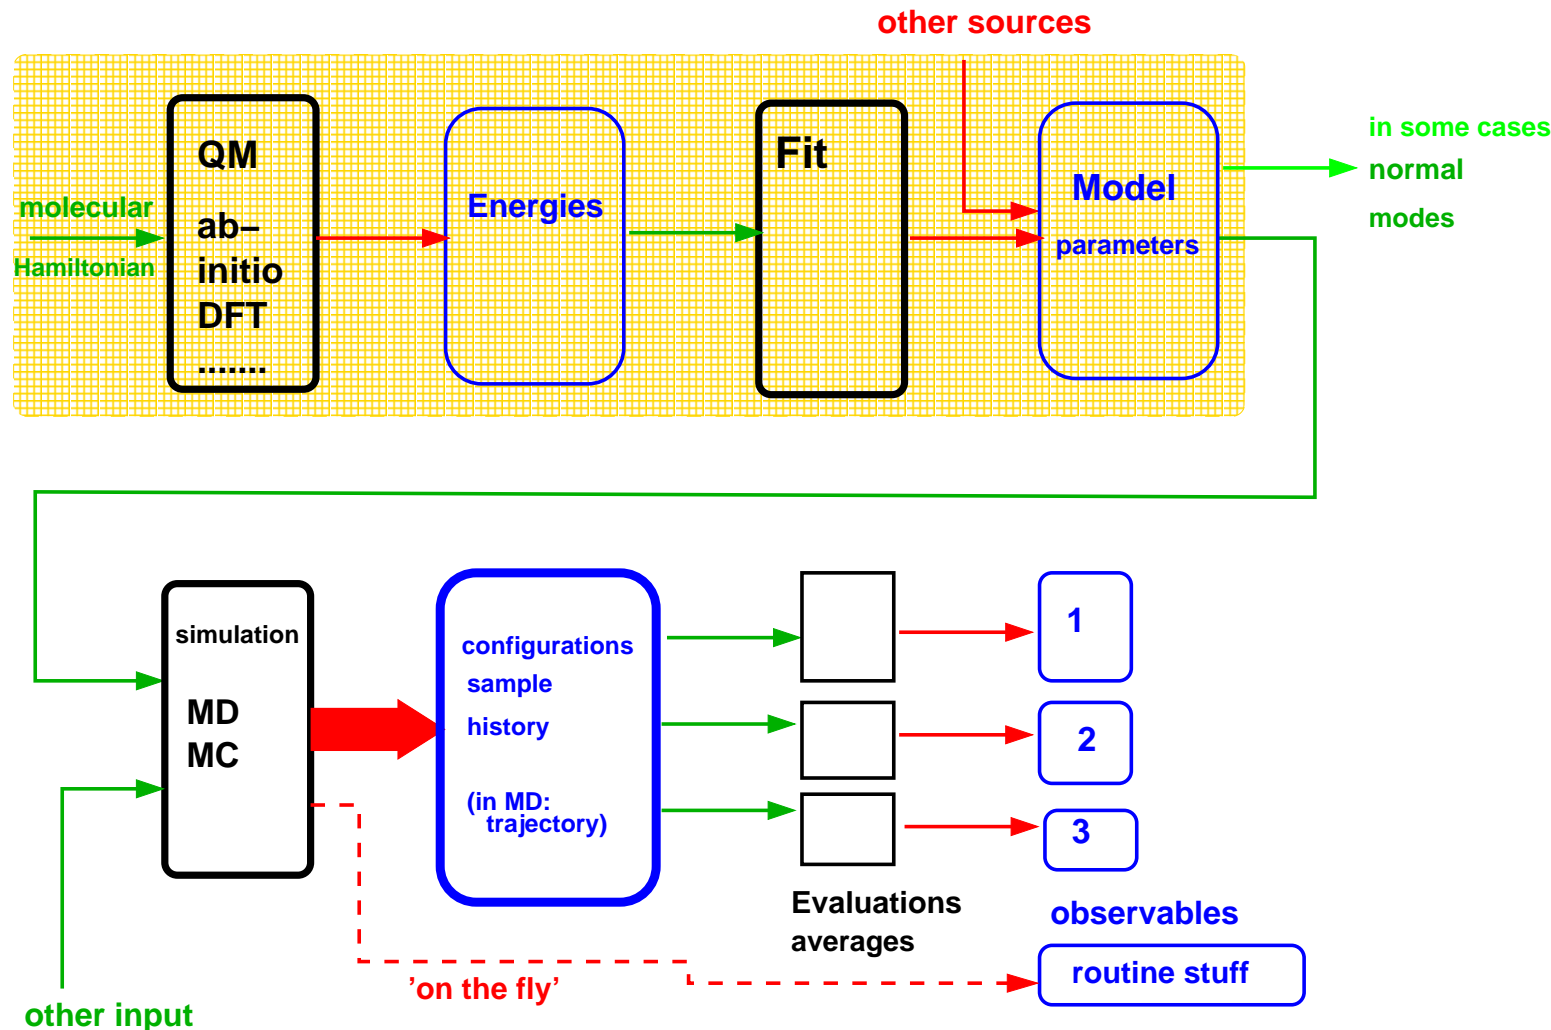 other sources
QM
ab–
initio
DFT
.......
molecular
Hamiltonian
Energies
Fit
Model
parameters
in some cases
normal
modes
simulation
MD
MC
configurations
sample
history
(in MD:
trajectory)
1
2
3
Evaluations
averages
observables
routine stuff
’on the fly’
other input